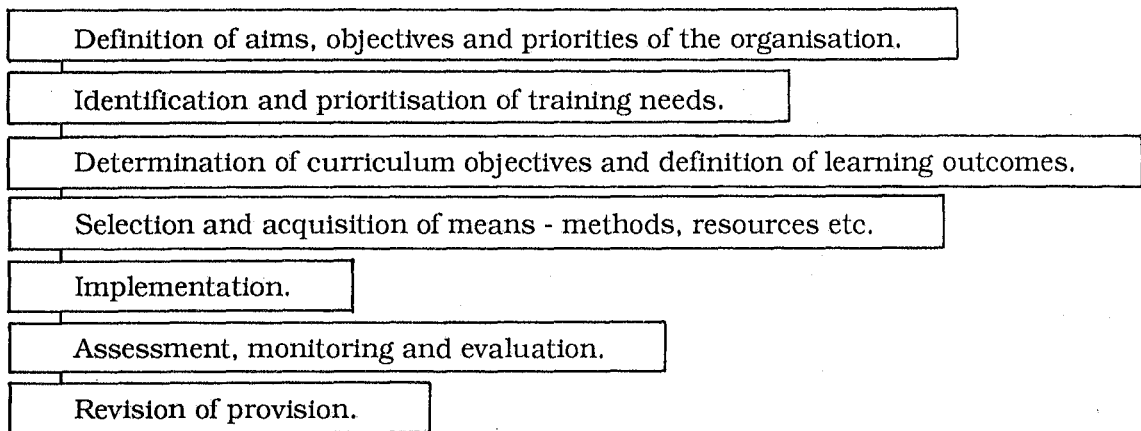 Definition of aims, objectives and priorities of the organisation.
Identification and prioritisation of training needs.
Determination of curriculum objectives and definition of learning outcomes.
Selection and acquisition of means - methods, resources etc.
Implementation.
Assessment, monitoring and evaluation.
Revision of provision.